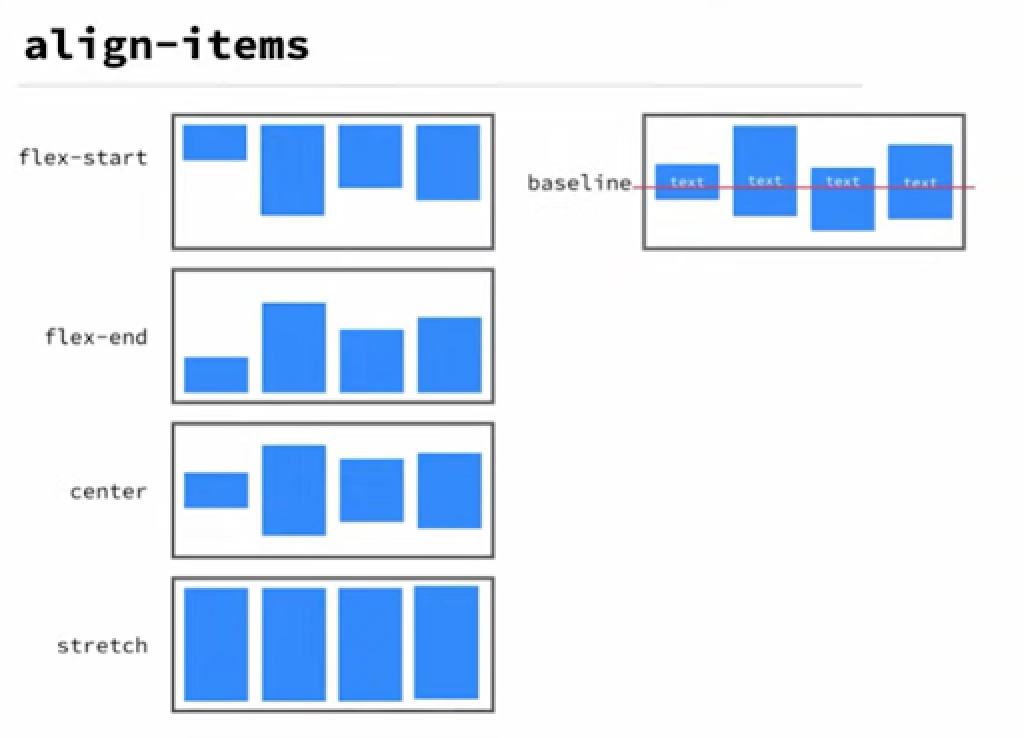 align-items
flex-start
baseline
text text text text
flex-end
center
stretch